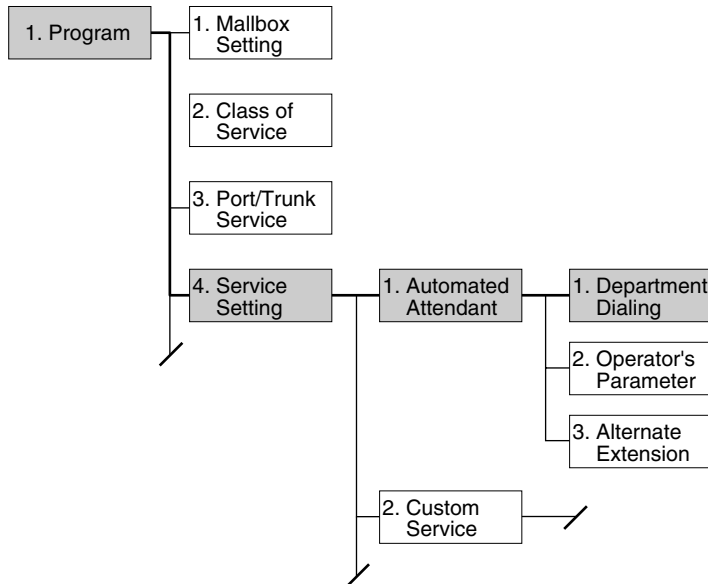 1. Program
1. Mallbox
Setting
2. Class of
Service
3. Port/Trunk
Service
4. Service
Setting
1. Automated
Attendant
1. Department
Dialing
2. Operator's
Parameter
3. Alternate
Extension
2. Custom
Service